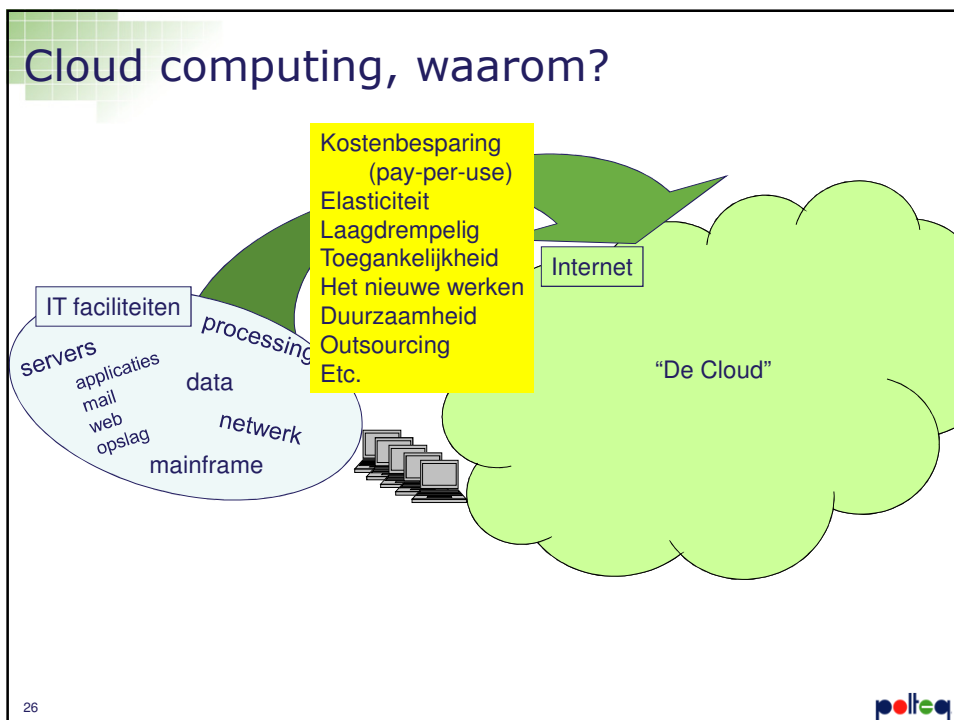 Cloud computing, waarom?
Kostenbesparing
(pay-per-use)
Elasticiteit
Laagdrempelig
Toegankelijkheid
Het nieuwe werken
Duurzaamheid
Outsourcing
Etc.
Internet
IT faciliteiten
processing
servers
applicaties
mail
web
opslag
data
netwerk
mainframe
“De Cloud”
26
polteq